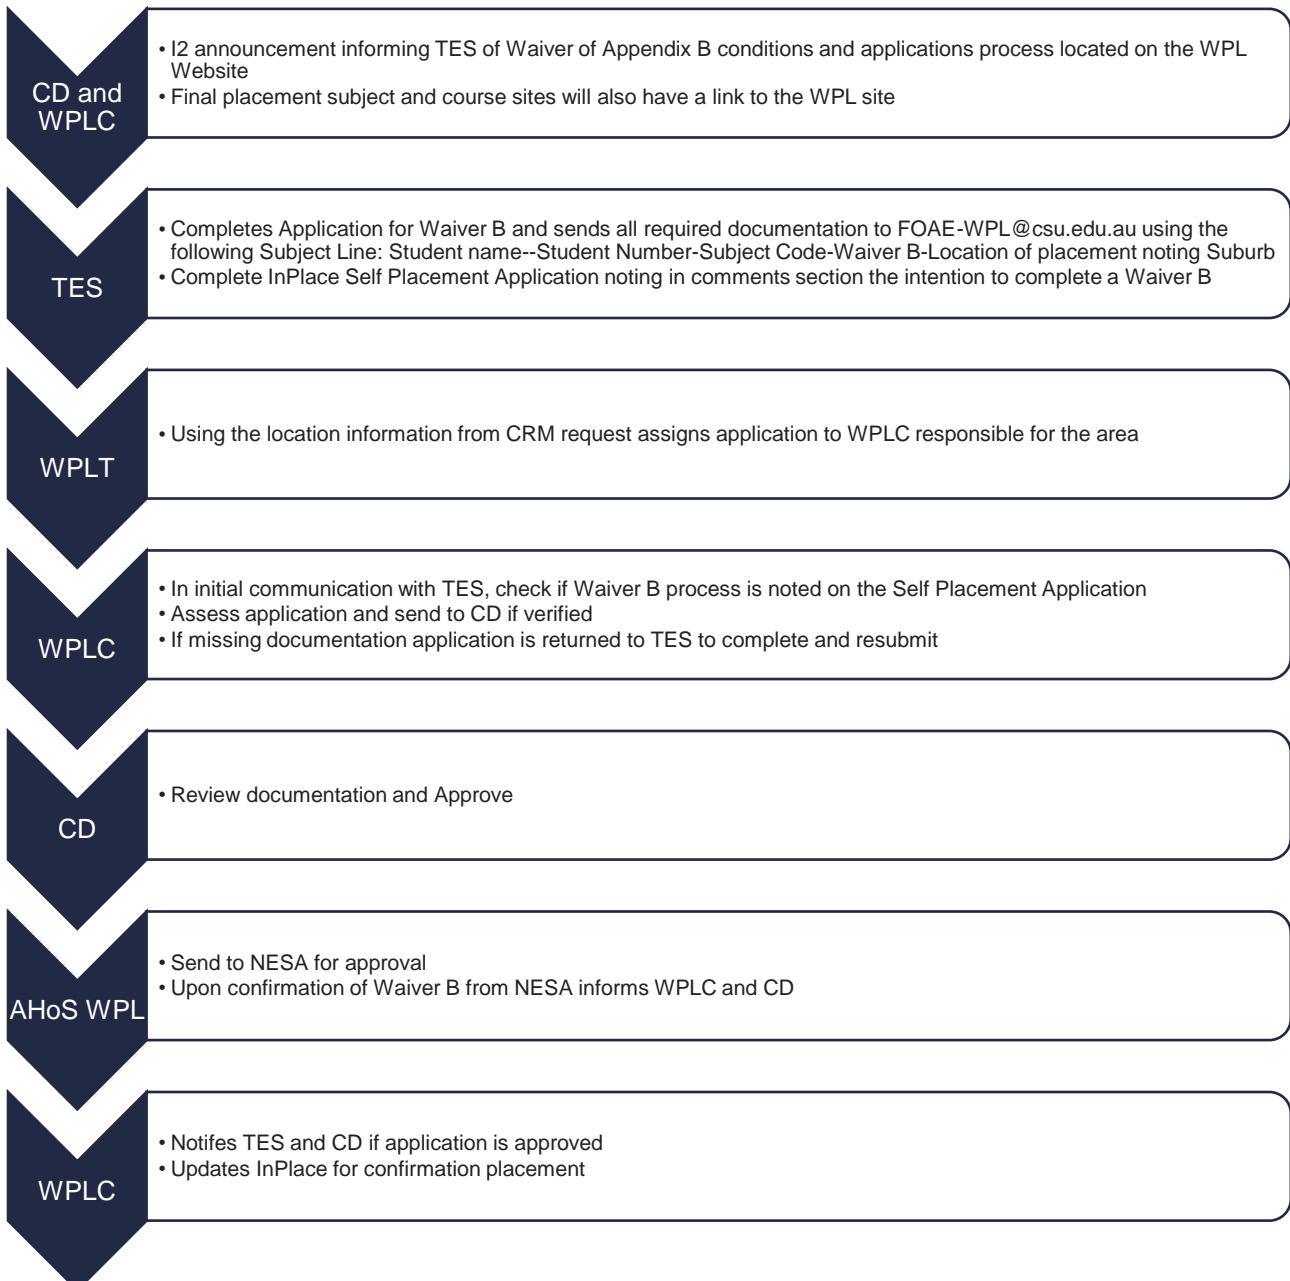 CD and
WPLC
• I2 announcement informing TES of Waiver of Appendix B conditions and applications process located on the WPL
Website
• Final placement subject and course sites will also have a link to the WPL site
TES
• Completes Application for Waiver B and sends all required documentation to FOAE-WPL@csu.edu.au using the
following Subject Line: Student name--Student Number-Subject Code-Waiver B-Location of placement noting Suburb
• Complete InPlace Self Placement Application noting in comments section the intention to complete a Waiver B
WPLT
• Using the location information from CRM request assigns application to WPLC responsible for the area
WPLC
• In initial communication with TES, check if Waiver B process is noted on the Self Placement Application
• Assess application and send to CD if verified
• If missing documentation application is returned to TES to complete and resubmit
CD
• Review documentation and Approve
AHoS WPL
• Send to NESA for approval
• Upon confirmation of Waiver B from NESA informs WPLC and CD
WPLC
• Notifes TES and CD if application is approved
• Updates InPlace for confirmation placement